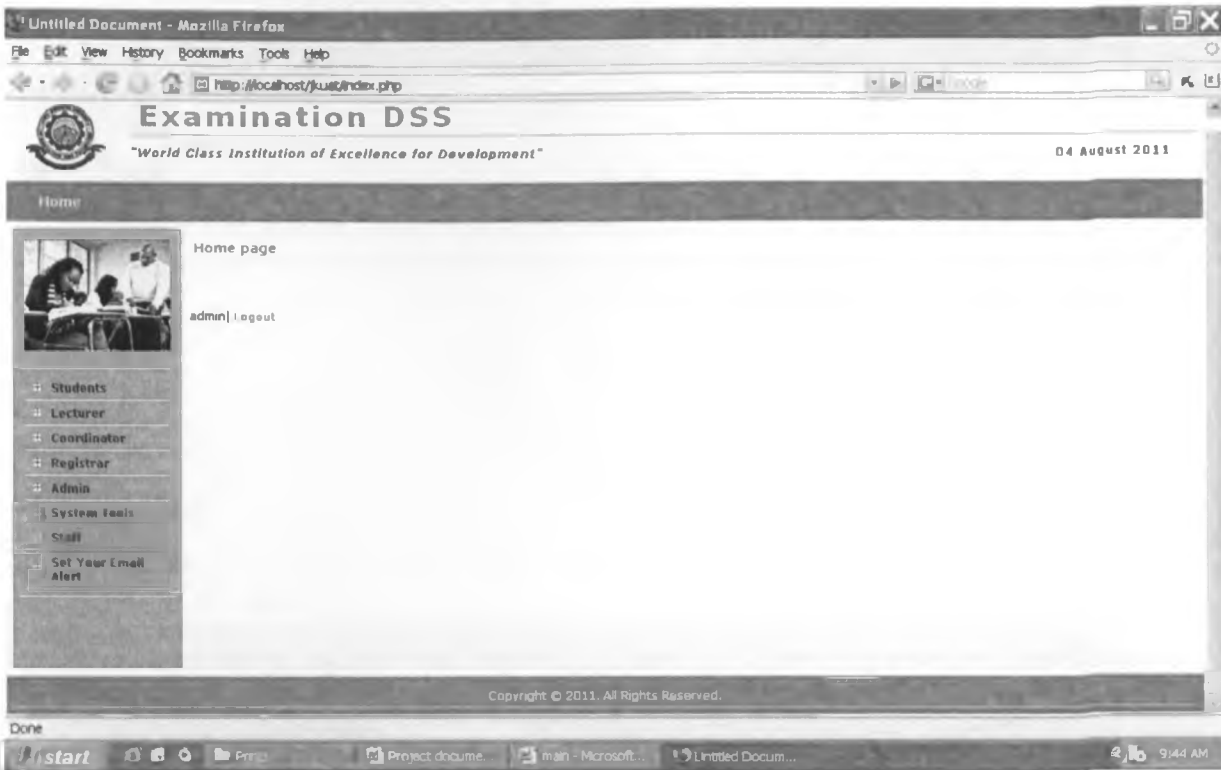 Untitled Document - Mozilla Firefox
File Edit View History Bookmarks Tools Help
http://localhost/jkuat/index.php
Google
Examination DSS
"World Class Institution of Excellence for Development"
04 August 2011
Home
Home page
admin| Logout
Students
Lecturer
Coordinator
Registrar
Admin
System Tools
Staff
Set Your Email
Alert
Copyright © 2011. All Rights Reserved.
Done
start
Project docume...
main - Microsoft...
Untitled Docum...
9:44 AM